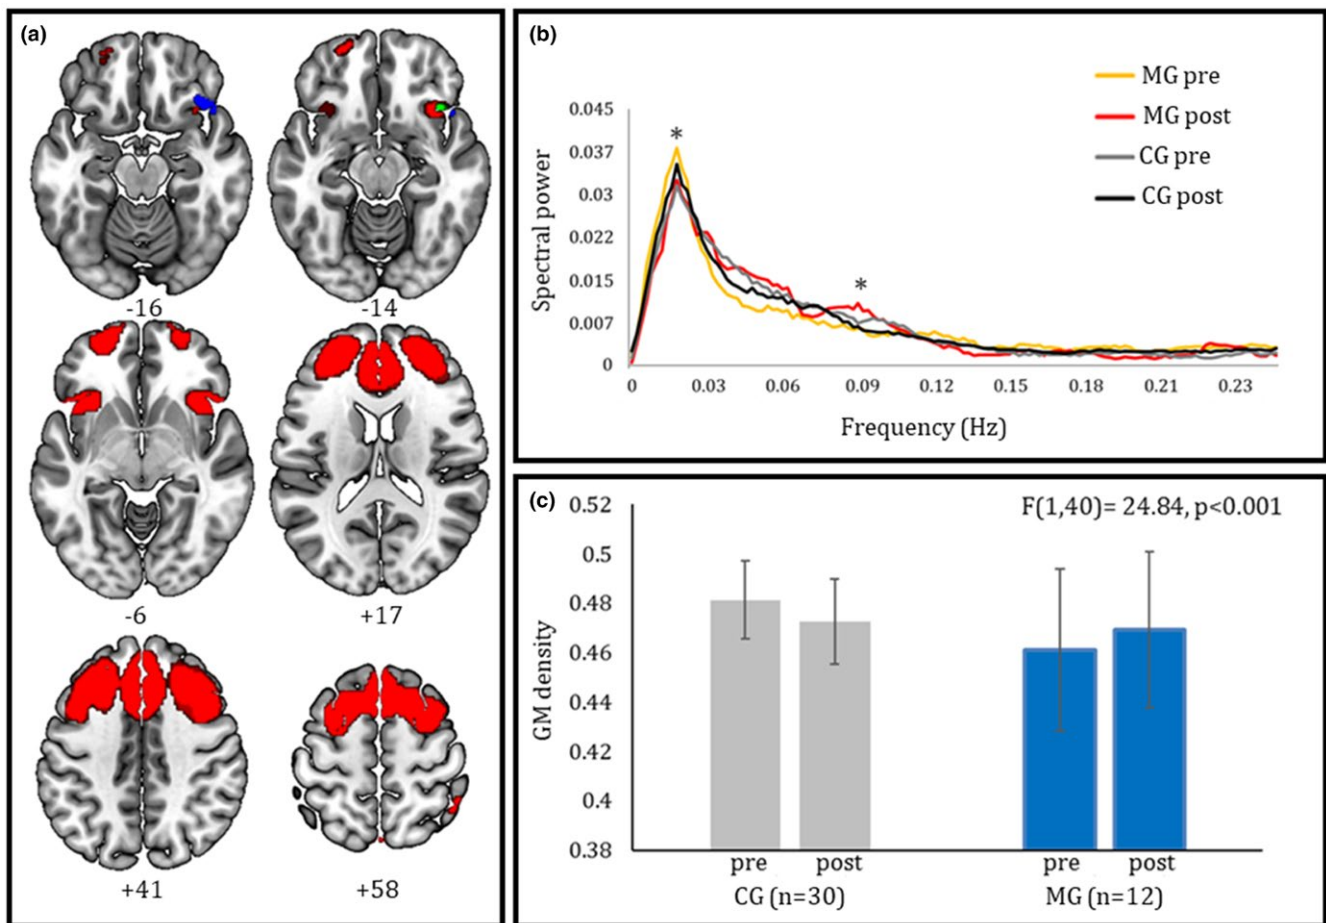 (a)
-16 -14
-6 +17
+41 +58
(b)
MG pre
MG post
CG pre
CG post
Spectral power
0.045
0.037
0.03
0.022
0.015
0.007
0
* *
0 0.03 0.06 0.09 0.12 0.15 0.18 0.21 0.23
Frequency (Hz)
(c)
F(1,40)= 24.84, p<0.001
GM density
0.52
0.5
0.48
0.46
0.44
0.42
0.4
0.38
pre post pre post
CG (n=30) MG (n=12)